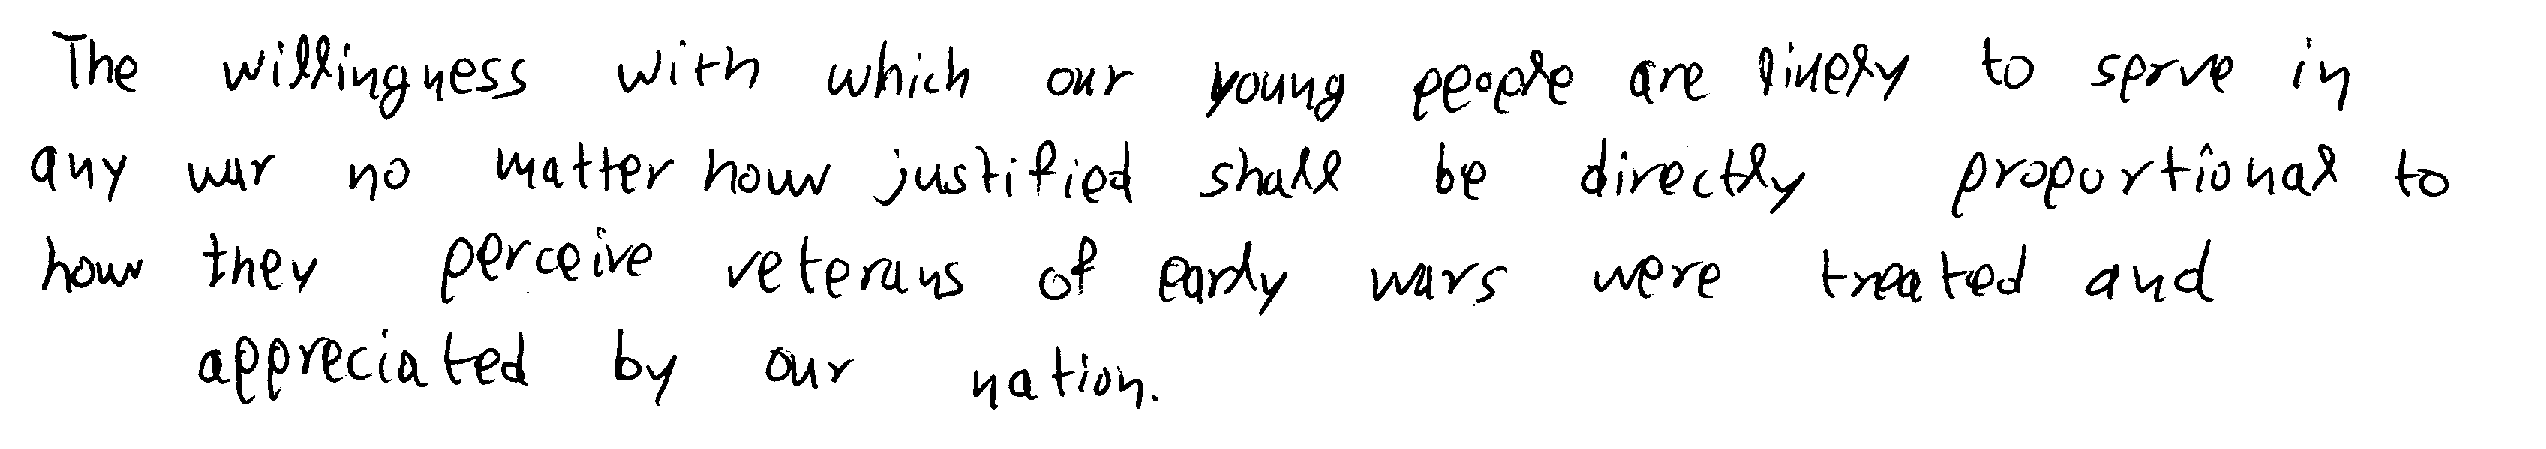 The willingness with which our young people are likely to serve in
any war no matter how justified shall be directly proportional to
how they perceive veterans of early wars were treated and
appreciated by our nation.